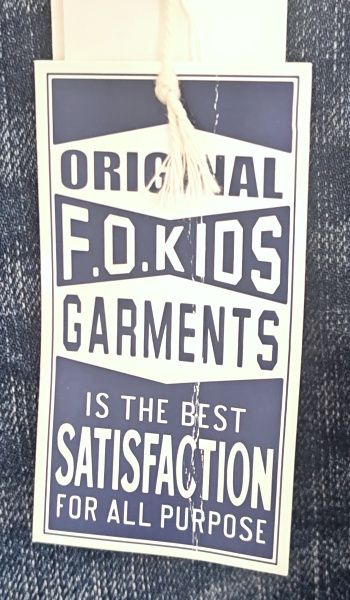 ORIGINAL
F.O.KIDS
GARMENTS
IS THE BEST
SATISFACTION
FOR ALL PURPOSE